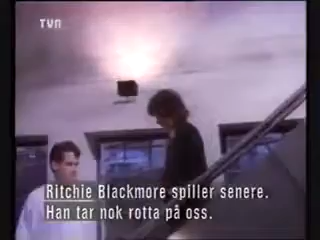 TVN
Ritchie Blackmore spiller senere.
Han tar nok rotta på oss.